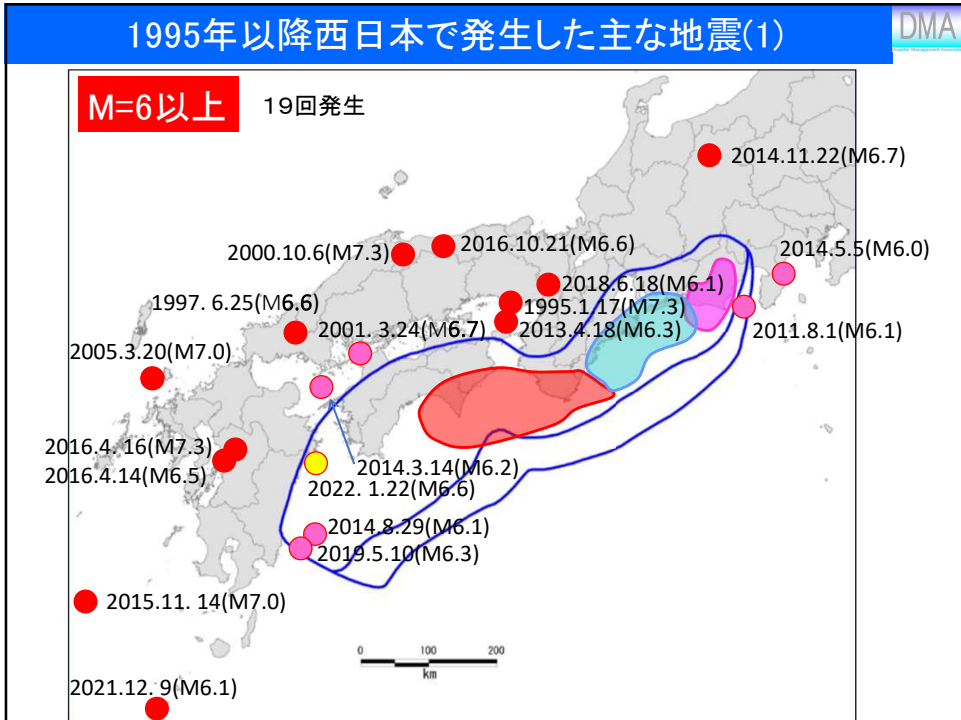 1995年以降西日本で発生した主な地震(1)
DMA
Disaster Management Associate
M=6以上
19回発生
2014.11.22(M6.7)
2000.10.6(M7.3)
2016.10.21(M6.6)
2014.5.5(M6.0)
2018.6.18(M6.1)
1997. 6.25(M6.6)
1995.1.17(M7.3)
2001. 3.24(M6.7)
2013.4.18(M6.3)
2011.8.1(M6.1)
2005.3.20(M7.0)
2016.4. 16(M7.3)
2016.4.14(M6.5)
2014.3.14(M6.2)
2022. 1.22(M6.6)
2014.8.29(M6.1)
2019.5.10(M6.3)
2015.11. 14(M7.0)
0 100 200
km
2021.12. 9(M6.1)